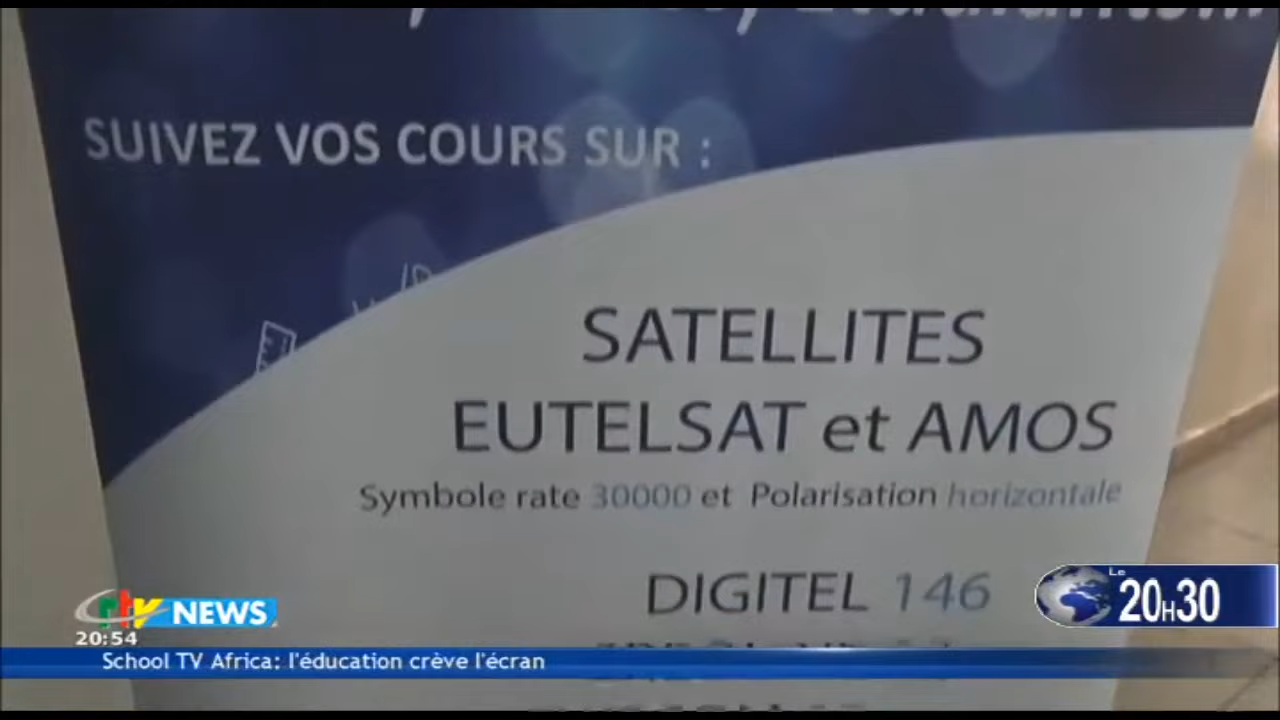 SUIVEZ VOS COURS SUR :
SATELLITES
EUTELSAT et AMOS
Symbole rate 30000 et Polarisation horizontale
DIGITEL 146
Le
20H30
rtv NEWS
20:54
School TV Africa: l'éducation crève l'écran